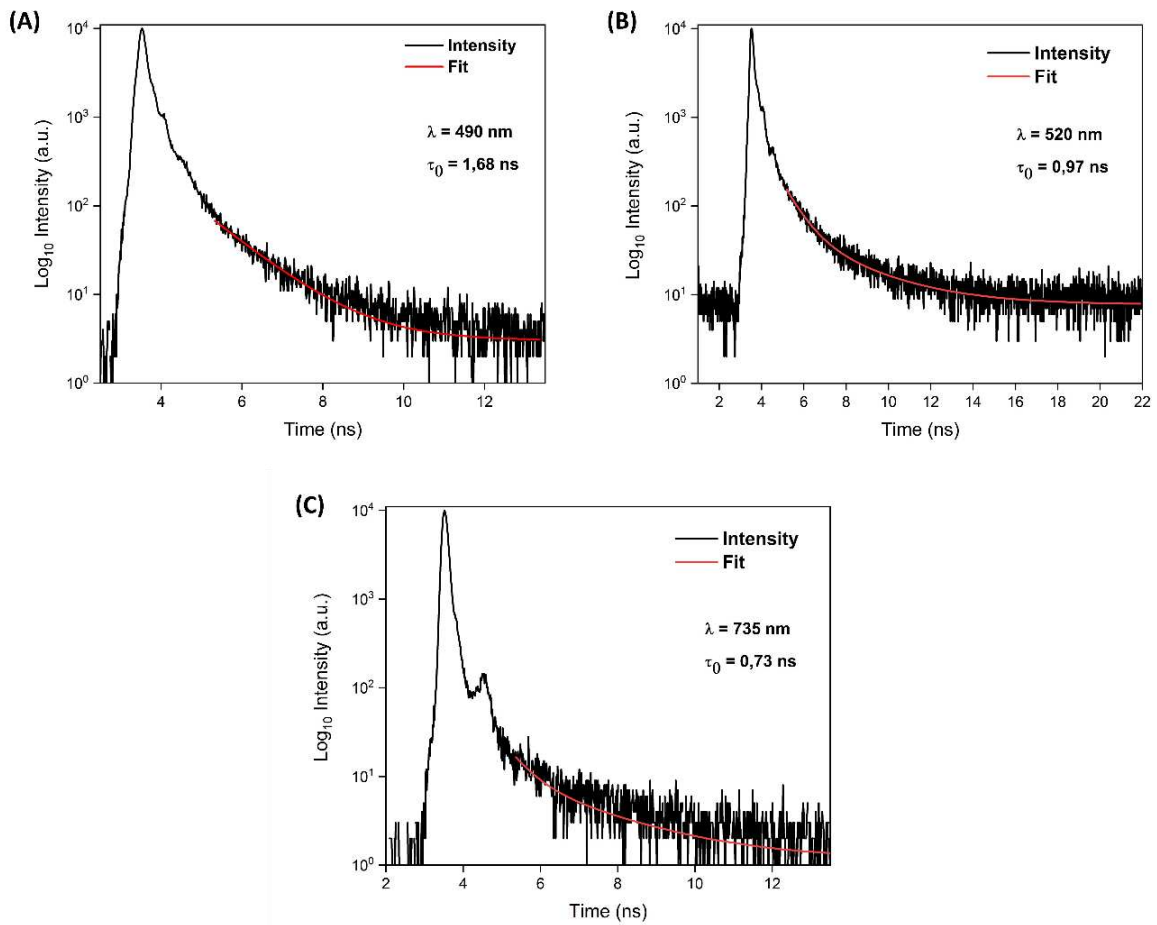 (A)
Log10 Intensity (a.u.)
10^4
10^3
10^2
10^1
10^0
Intensity
Fit
λ = 490 nm
τ0 = 1,68 ns
4 6 8 10 12
Time (ns)
(B)
Log10 Intensity (a.u.)
10^4
10^3
10^2
10^1
10^0
Intensity
Fit
λ = 520 nm
τ0 = 0,97 ns
2 4 6 8 10 12 14 16 18 20 22
Time (ns)
(C)
Log10 Intensity (a.u.)
10^4
10^3
10^2
10^1
10^0
Intensity
Fit
λ = 735 nm
τ0 = 0,73 ns
2 4 6 8 10 12
Time (ns)